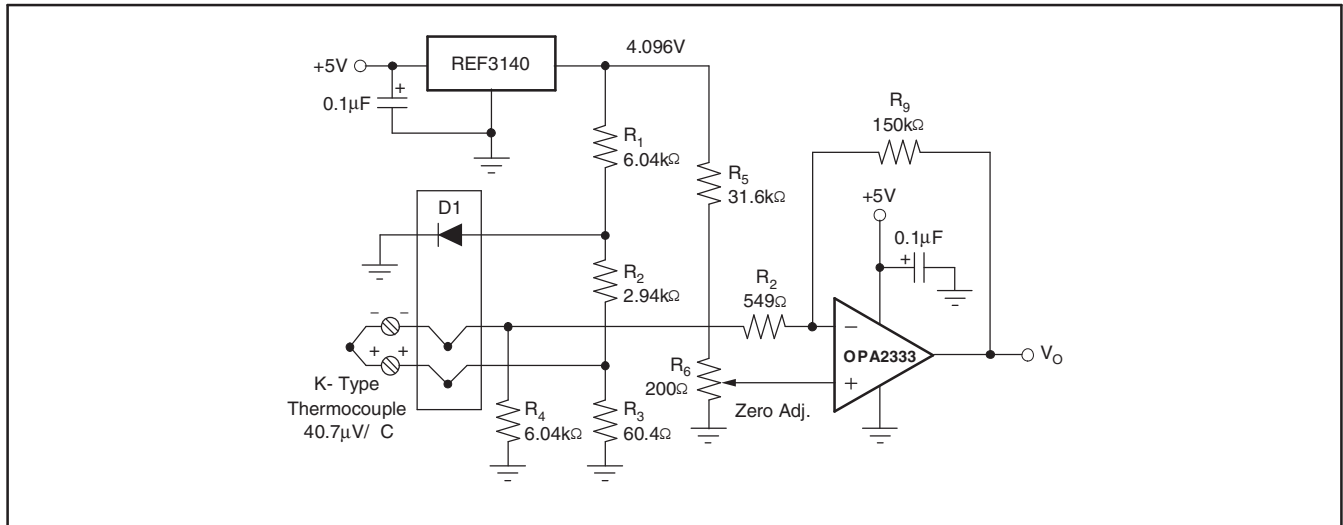 +5V
REF3140
4.096V
0.1μF
+
R1
6.04kΩ
R9
150kΩ
R5
31.6kΩ
+5V
0.1μF
+
D1
R2
2.94kΩ
R2
549Ω
− −
+ +
K- Type
Thermocouple
40.7μV/ C
R4
6.04kΩ
R3
60.4Ω
R6
200Ω
Zero Adj.
−
OPA2333
+
VO